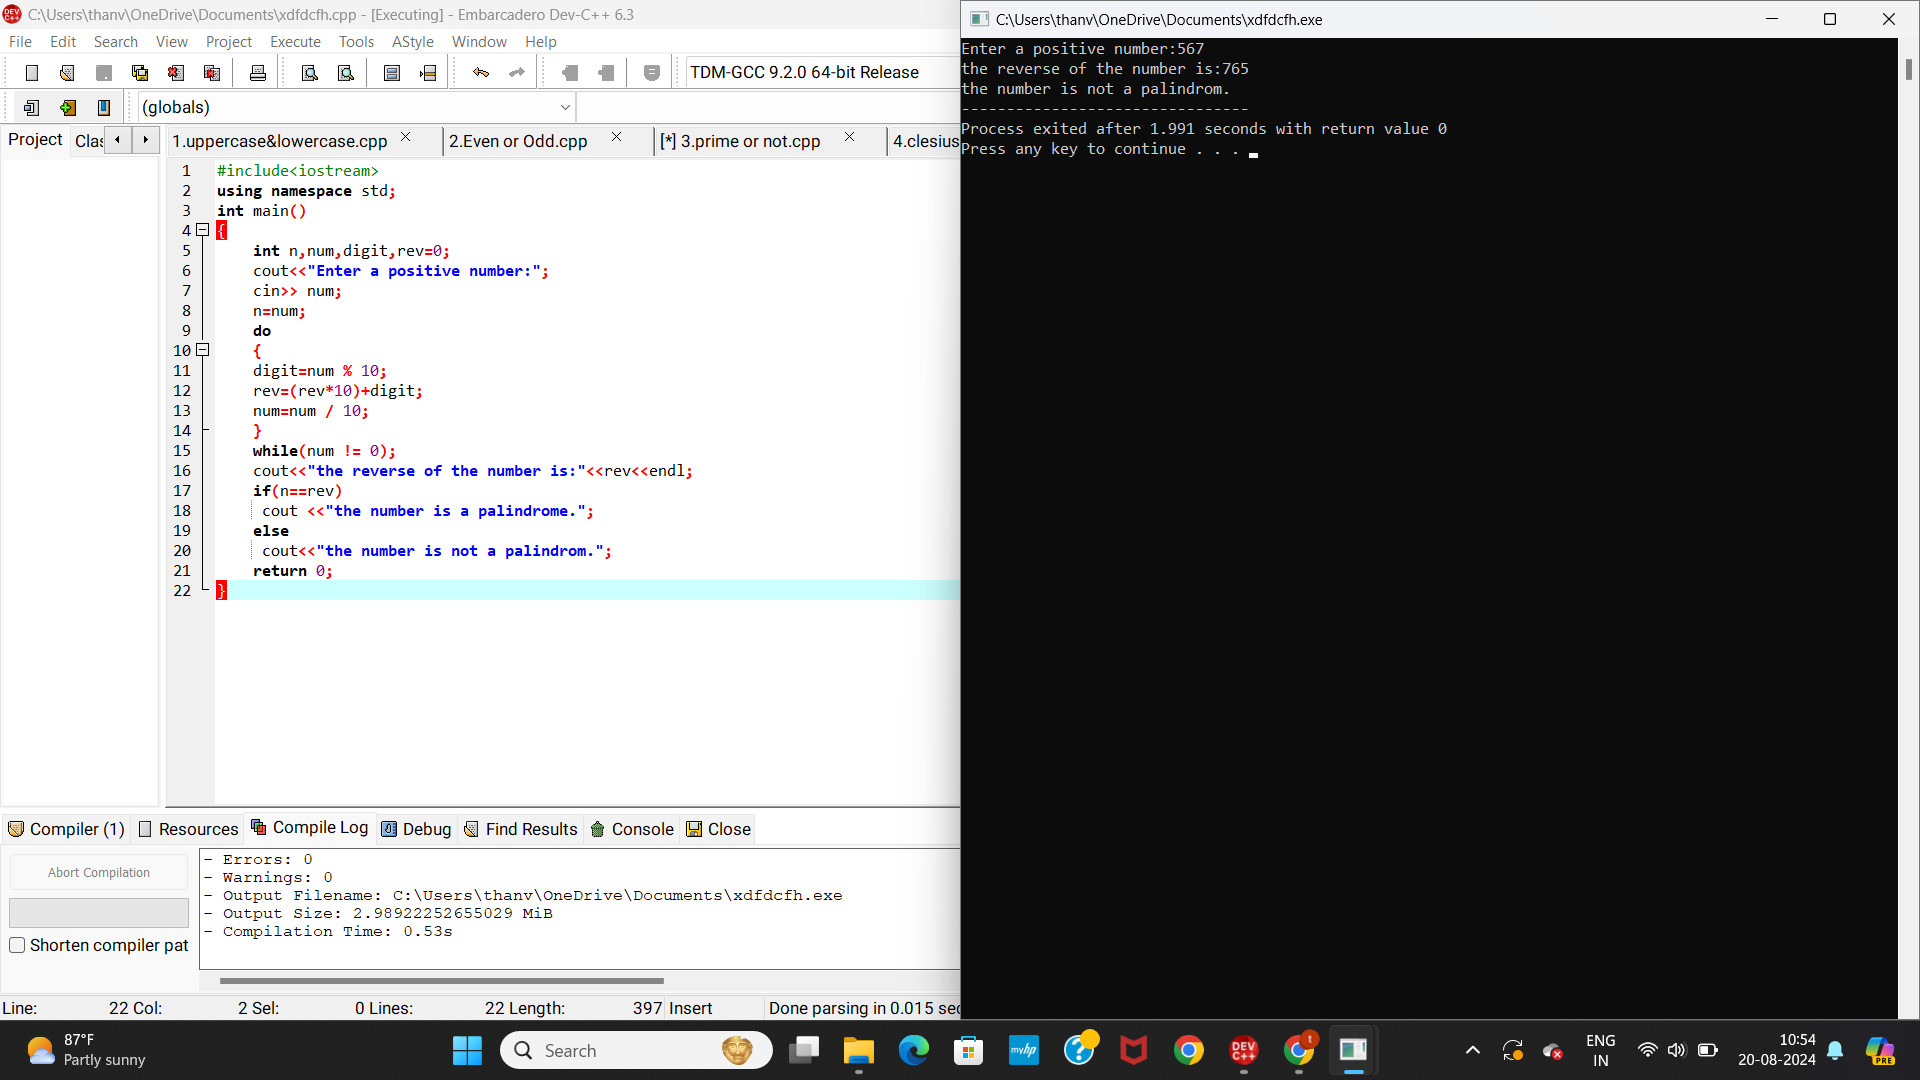 C:\Users\thanv\OneDrive\Documents\xdfdcfh.cpp - [Executing] - Embarcadero Dev-C++ 6.3
File Edit Search View Project Execute Tools AStyle Window Help
TDM-GCC 9.2.0 64-bit Release
(globals)
Project Clas 1.uppercase&lowercase.cpp 2.Even or Odd.cpp [*] 3.prime or not.cpp 4.clesius
1 #include<iostream>
2 using namespace std;
3 int main()
4 {
5 int n,num,digit,rev=0;
6 cout<<"Enter a positive number:";
7 cin>> num;
8 n=num;
9 do
10 {
11 digit=num % 10;
12 rev=(rev*10)+digit;
13 num=num / 10;
14 }
15 while(num != 0);
16 cout<<"the reverse of the number is:"<<rev<<endl;
17 if(n==rev)
18 cout <<"the number is a palindrome.";
19 else
20 cout<<"the number is not a palindrom.";
21 return 0;
22 }
Compiler (1) Resources Compile Log Debug Find Results Console Close
Abort Compilation
Shorten compiler pat
- Errors: 0
- Warnings: 0
- Output Filename: C:\Users\thanv\OneDrive\Documents\xdfdcfh.exe
- Output Size: 2.98922252655029 MiB
- Compilation Time: 0.53s
Line: 22 Col: 2 Sel: 0 Lines: 22 Length: 397 Insert Done parsing in 0.015 sec
C:\Users\thanv\OneDrive\Documents\xdfdcfh.exe
Enter a positive number:567
the reverse of the number is:765
the number is not a palindrom.
--------------------------------
Process exited after 1.991 seconds with return value 0
Press any key to continue . . .
87°F
Partly sunny
Search
myhp
DEV C++
t
ENG
IN
10:54
20-08-2024
PRE